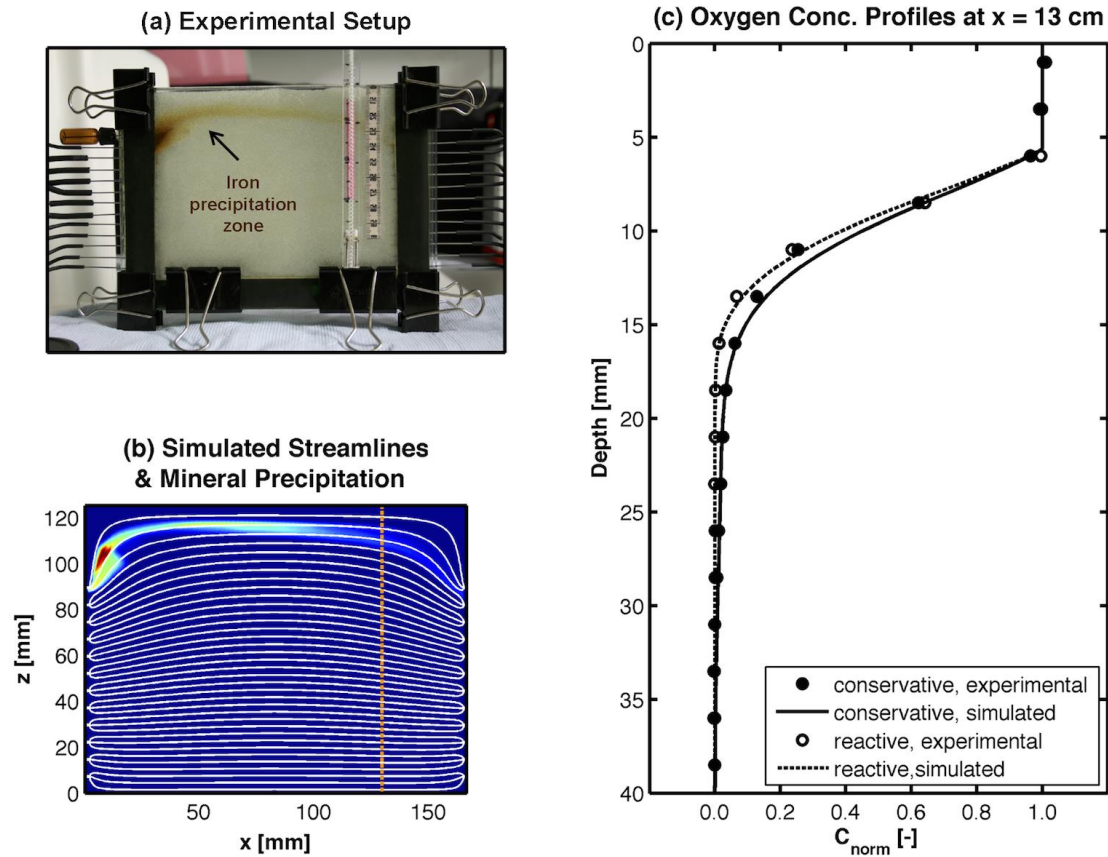 (a) Experimental Setup
Iron
precipitation
zone
(b) Simulated Streamlines
& Mineral Precipitation
120
100
80
60
40
20
0
z [mm]
50
100
150
x [mm]
(c) Oxygen Conc. Profiles at x = 13 cm
0
5
10
15
20
25
30
35
40
Depth [mm]
0.0
0.2
0.4
0.6
0.8
1.0
C_norm [-]
conservative, experimental
conservative, simulated
reactive, experimental
reactive,simulated